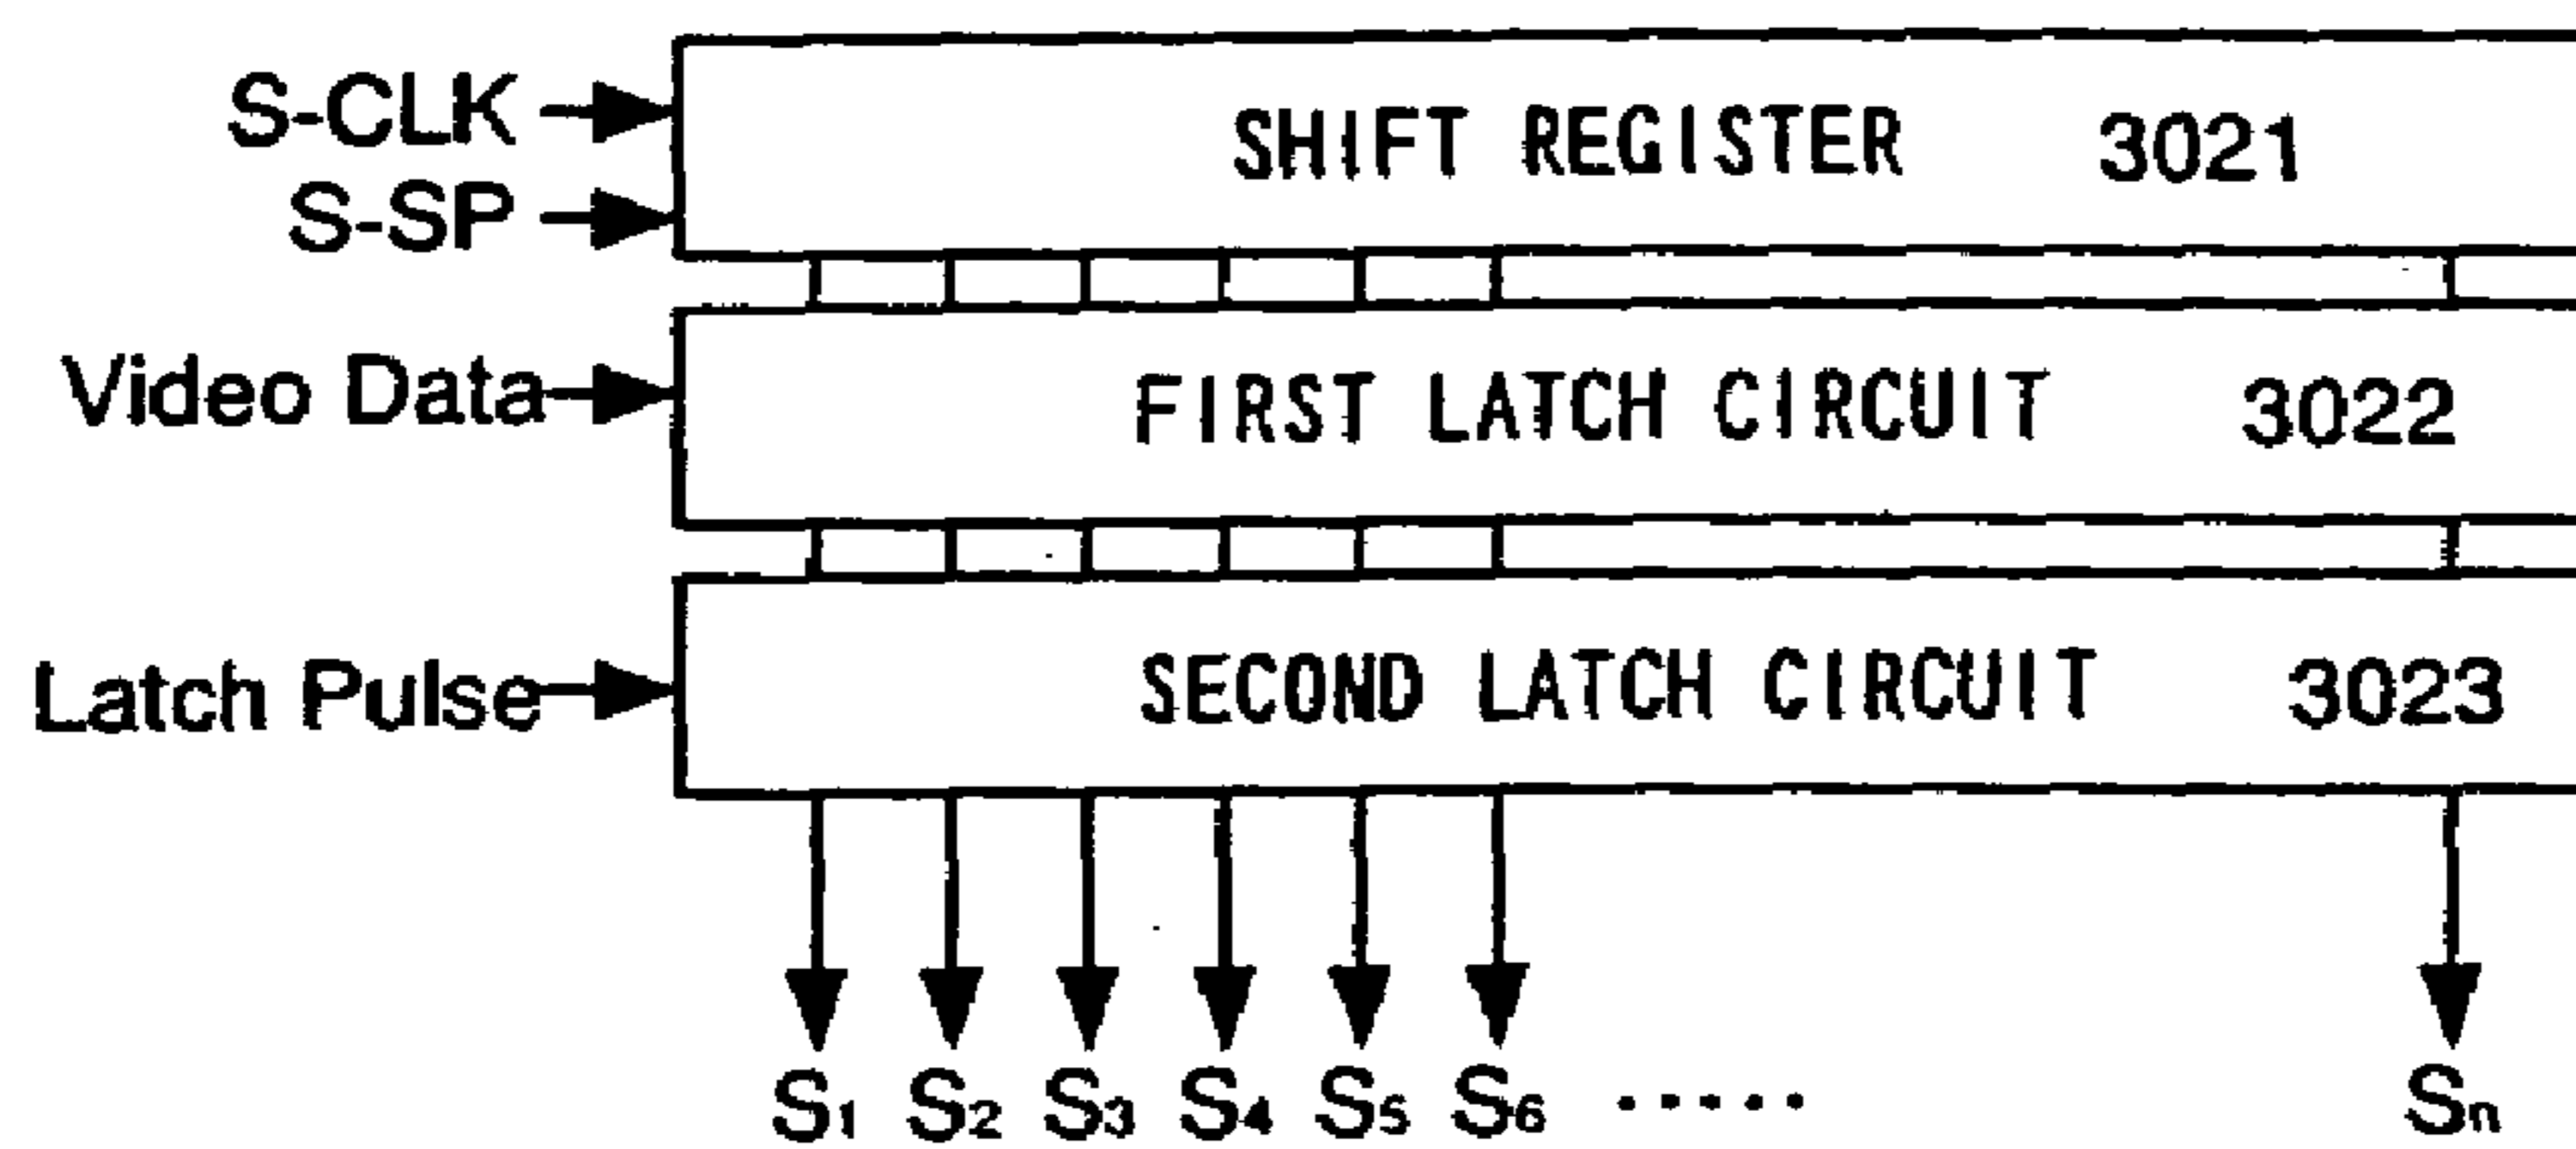 S-CLK
SHIFT REGISTER 3021
S-SP
Video Data
FIRST LATCH CIRCUIT 3022
Latch Pulse
SECOND LATCH CIRCUIT 3023
S1 S2 S3 S4 S5 S6 ..... Sn